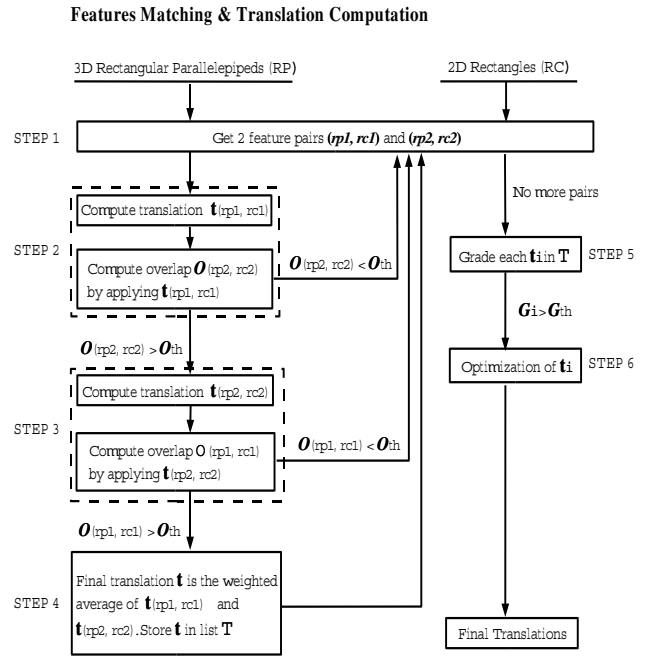 Features Matching & Translation Computation
3D Rectangular Parallelepipeds (RP)
2D Rectangles (RC)
STEP 1
Get 2 feature pairs (rp1, rc1) and (rp2, rc2)
No more pairs
STEP 2
Compute translation t(rp1, rc1)
Compute overlap O(rp2, rc2)
by applying t(rp1, rc1)
O(rp2, rc2) <Oth
O(rp2, rc2) >Oth
STEP 3
Compute translation t(rp2, rc2)
Compute overlap O (rp1, rc1)
by applying t(rp2, rc2)
O(rp1, rc1) <Oth
O(rp1, rc1) >Oth
STEP 4
Final translation t is the weighted
average of t(rp1, rc1) and
t(rp2, rc2).Store t in list T
Grade each tiin T
STEP 5
Gi>Gth
Optimization of ti
STEP 6
Final Translations